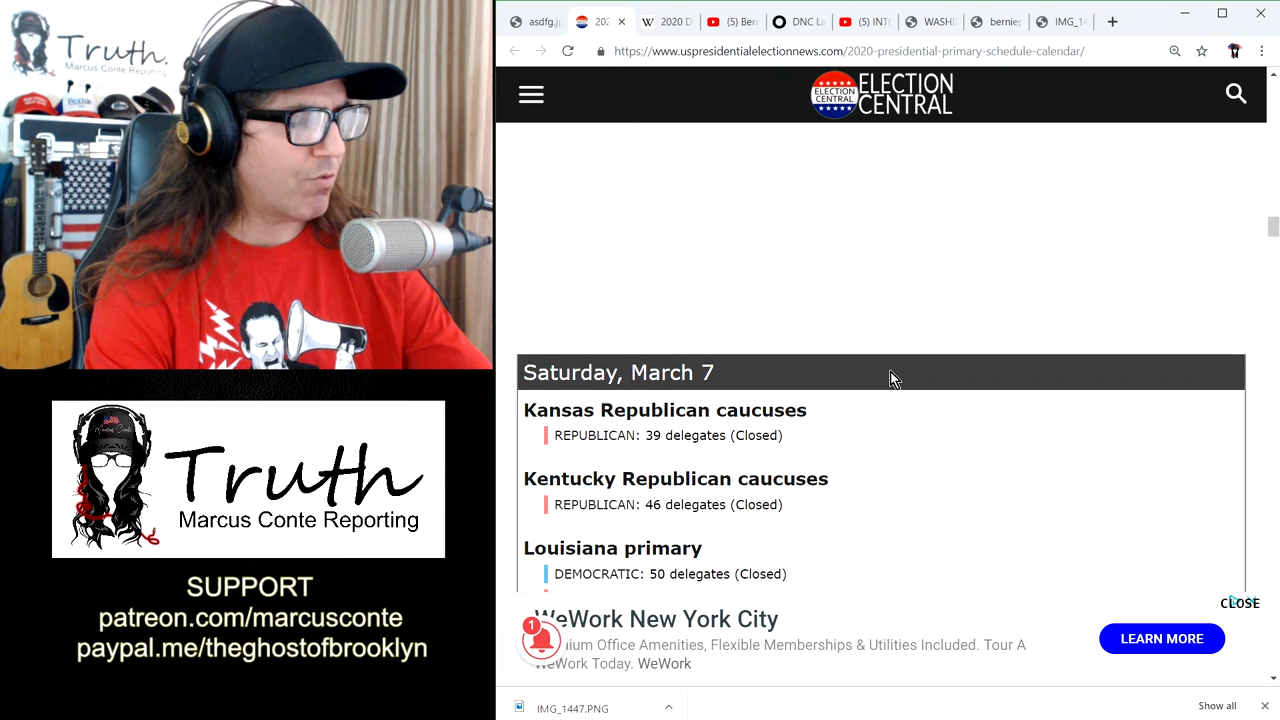 Truth.
Marcus Conte Reporting
Truth
Marcus Conte Reporting
SUPPORT
patreon.com/marcusconte
paypal.me/theghostofbrooklyn
asdfg.j
202
2020 D
(5) Ber
DNC La
(5) INT
WASHI
bernie
IMG_14
https://www.uspresidentialelectionnews.com/2020-presidential-primary-schedule-calendar/
ELECTION CENTRAL
ELECTION
CENTRAL
Saturday, March 7
Kansas Republican caucuses
REPUBLICAN: 39 delegates (Closed)
Kentucky Republican caucuses
REPUBLICAN: 46 delegates (Closed)
Louisiana primary
DEMOCRATIC: 50 delegates (Closed)
CLOSE
WeWork New York City
1
nium Office Amenities, Flexible Memberships & Utilities Included. Tour A
WeWork Today. WeWork
LEARN MORE
IMG_1447.PNG
Show all